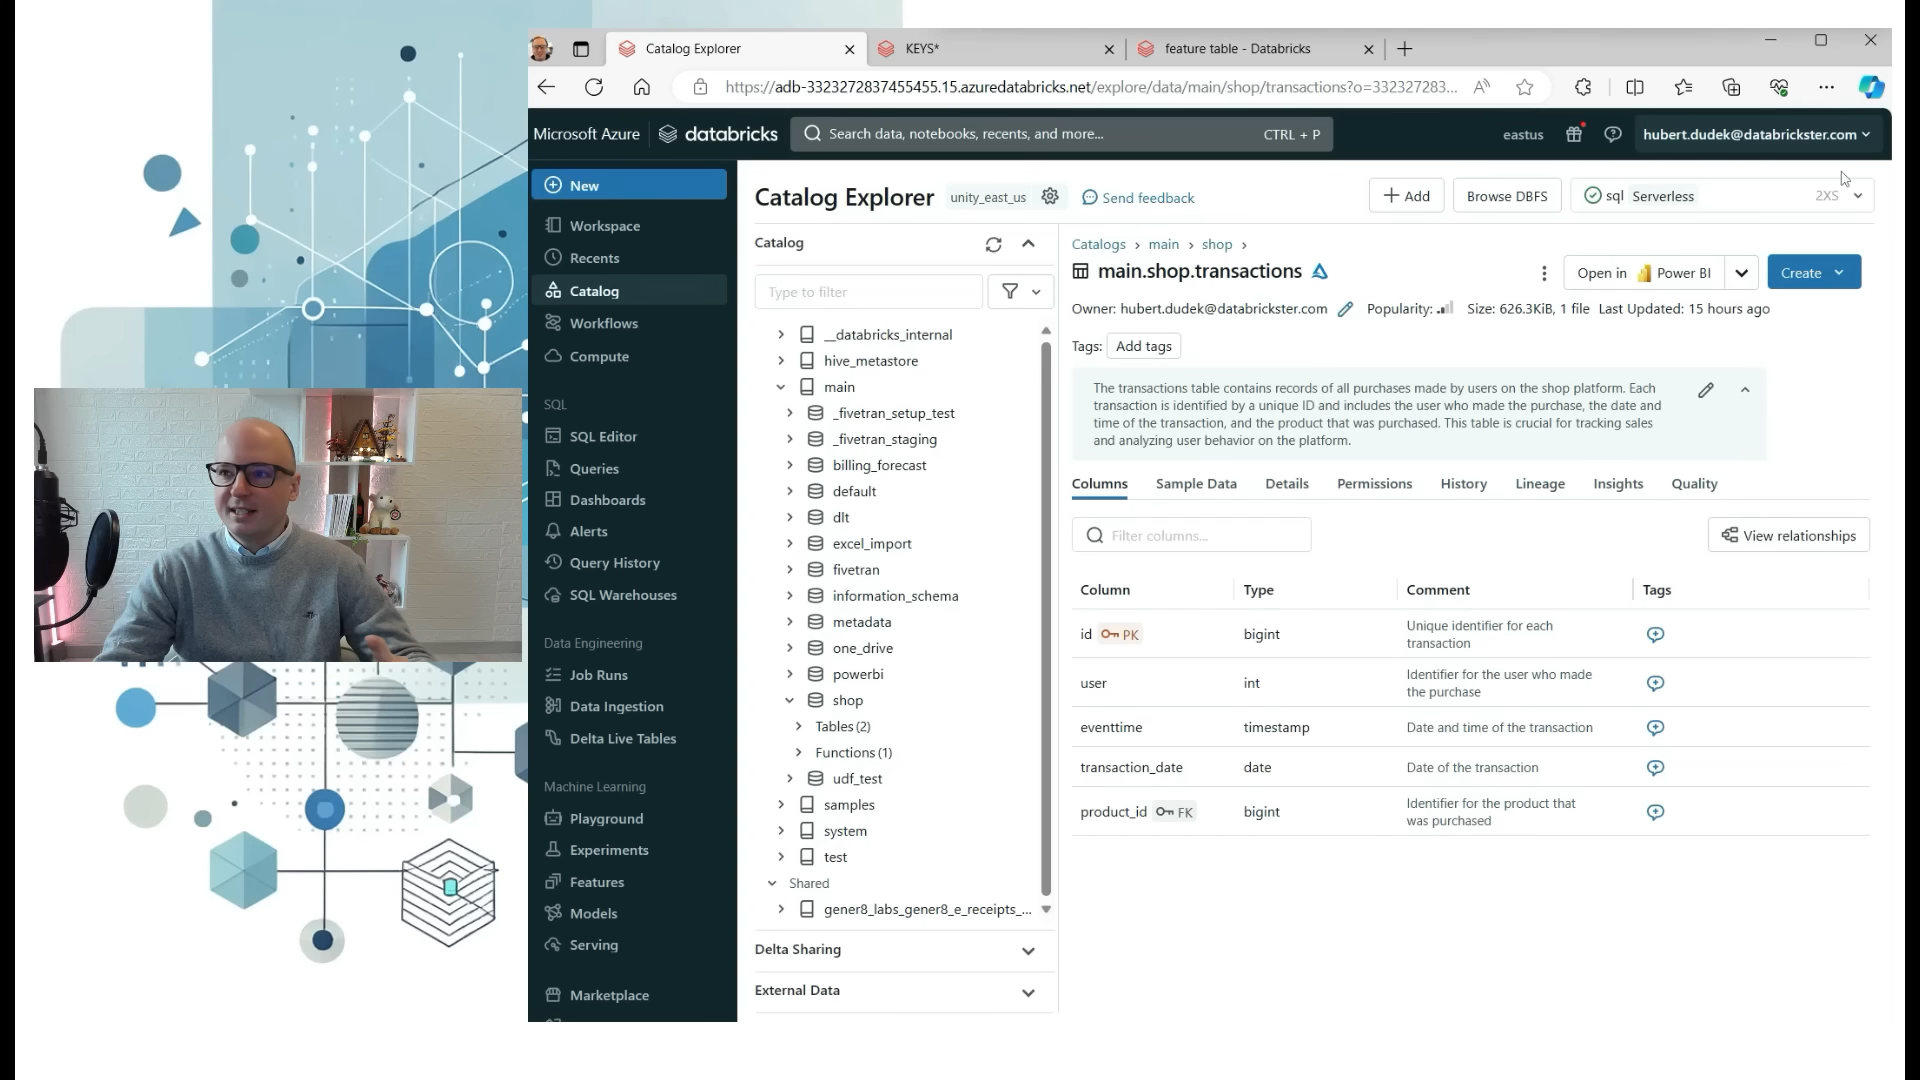 Catalog Explorer
KEYS*
feature table - Databricks
https://adb-3323272837455455.15.azuredatabricks.net/explore/data/main/shop/transactions?o=332327283...
Microsoft Azure
databricks
Search data, notebooks, recents, and more...
CTRL + P
eastus
hubert.dudek@databrickster.com
New
Workspace
Recents
Catalog
Workflows
Compute
SQL
SQL Editor
Queries
Dashboards
Alerts
Query History
SQL Warehouses
Data Engineering
Job Runs
Data Ingestion
Delta Live Tables
Machine Learning
Playground
Experiments
Features
Models
Serving
Marketplace
Catalog Explorer
unity_east_us
Send feedback
Add
Browse DBFS
sql Serverless
2XS
Catalog
Type to filter
__databricks_internal
hive_metastore
main
_fivetran_setup_test
_fivetran_staging
billing_forecast
default
dlt
excel_import
fivetran
information_schema
metadata
one_drive
powerbi
shop
Tables (2)
Functions (1)
udf_test
samples
system
test
Shared
gener8_labs_gener8_e_receipts_...
Delta Sharing
External Data
Catalogs > main > shop >
main.shop.transactions
Open in Power BI
Create
Owner: hubert.dudek@databrickster.com
Popularity:
Size: 626.3KiB, 1 file
Last Updated: 15 hours ago
Tags: Add tags
The transactions table contains records of all purchases made by users on the shop platform. Each
transaction is identified by a unique ID and includes the user who made the purchase, the date and
time of the transaction, and the product that was purchased. This table is crucial for tracking sales
and analyzing user behavior on the platform.
Columns
Sample Data
Details
Permissions
History
Lineage
Insights
Quality
Filter columns...
View relationships
Column
Type
Comment
Tags
id PK
bigint
Unique identifier for each
transaction
user
int
Identifier for the user who made
the purchase
eventtime
timestamp
Date and time of the transaction
transaction_date
date
Date of the transaction
product_id FK
bigint
Identifier for the product that
was purchased